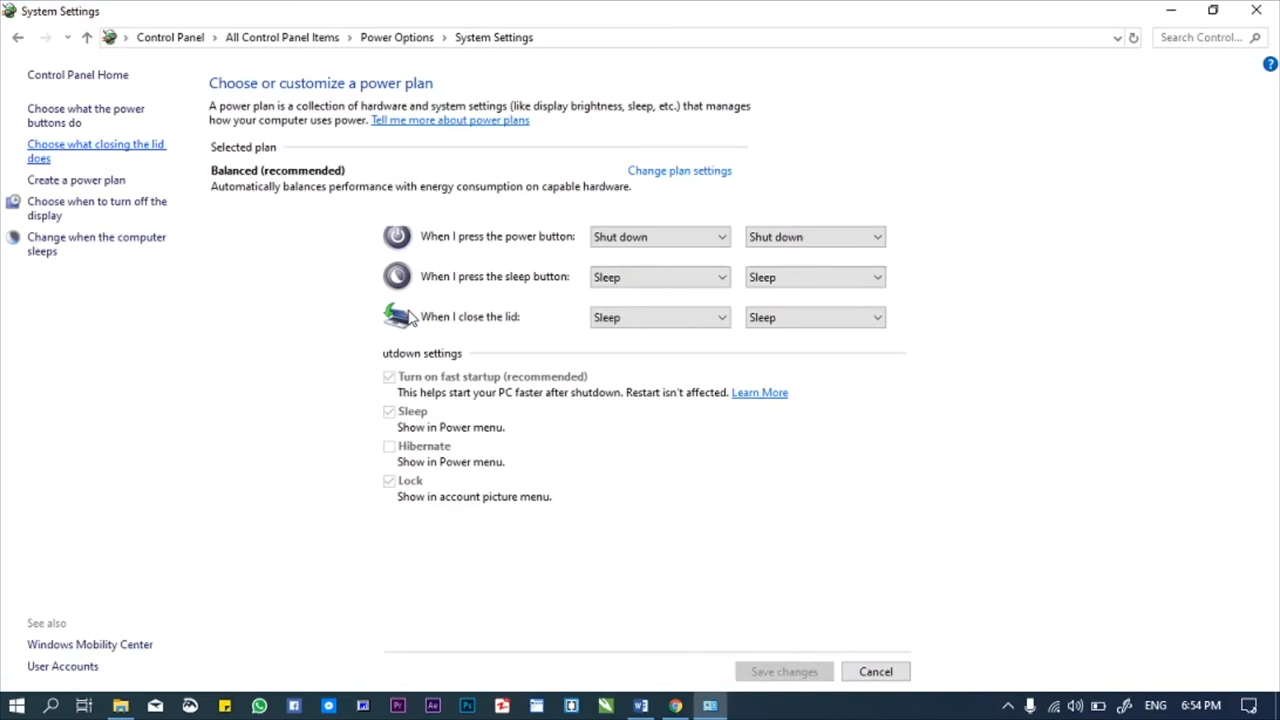 System Settings
Control Panel All Control Panel Items Power Options System Settings
Search Control...
Control Panel Home
Choose what the power
buttons do
Choose what closing the lid
does
Create a power plan
Choose when to turn off the
display
Change when the computer
sleeps
Choose or customize a power plan
A power plan is a collection of hardware and system settings (like display brightness, sleep, etc.) that manages
how your computer uses power. Tell me more about power plans
Selected plan
Balanced (recommended) Change plan settings
Automatically balances performance with energy consumption on capable hardware.
When I press the power button: Shut down Shut down
When I press the sleep button: Sleep Sleep
When I close the lid: Sleep Sleep
utdown settings
Turn on fast startup (recommended)
This helps start your PC faster after shutdown. Restart isn't affected. Learn More
Sleep
Show in Power menu.
Hibernate
Show in Power menu.
Lock
Show in account picture menu.
See also
Windows Mobility Center
User Accounts
Save changes Cancel
Pr Ae Ps ENG 6:54 PM